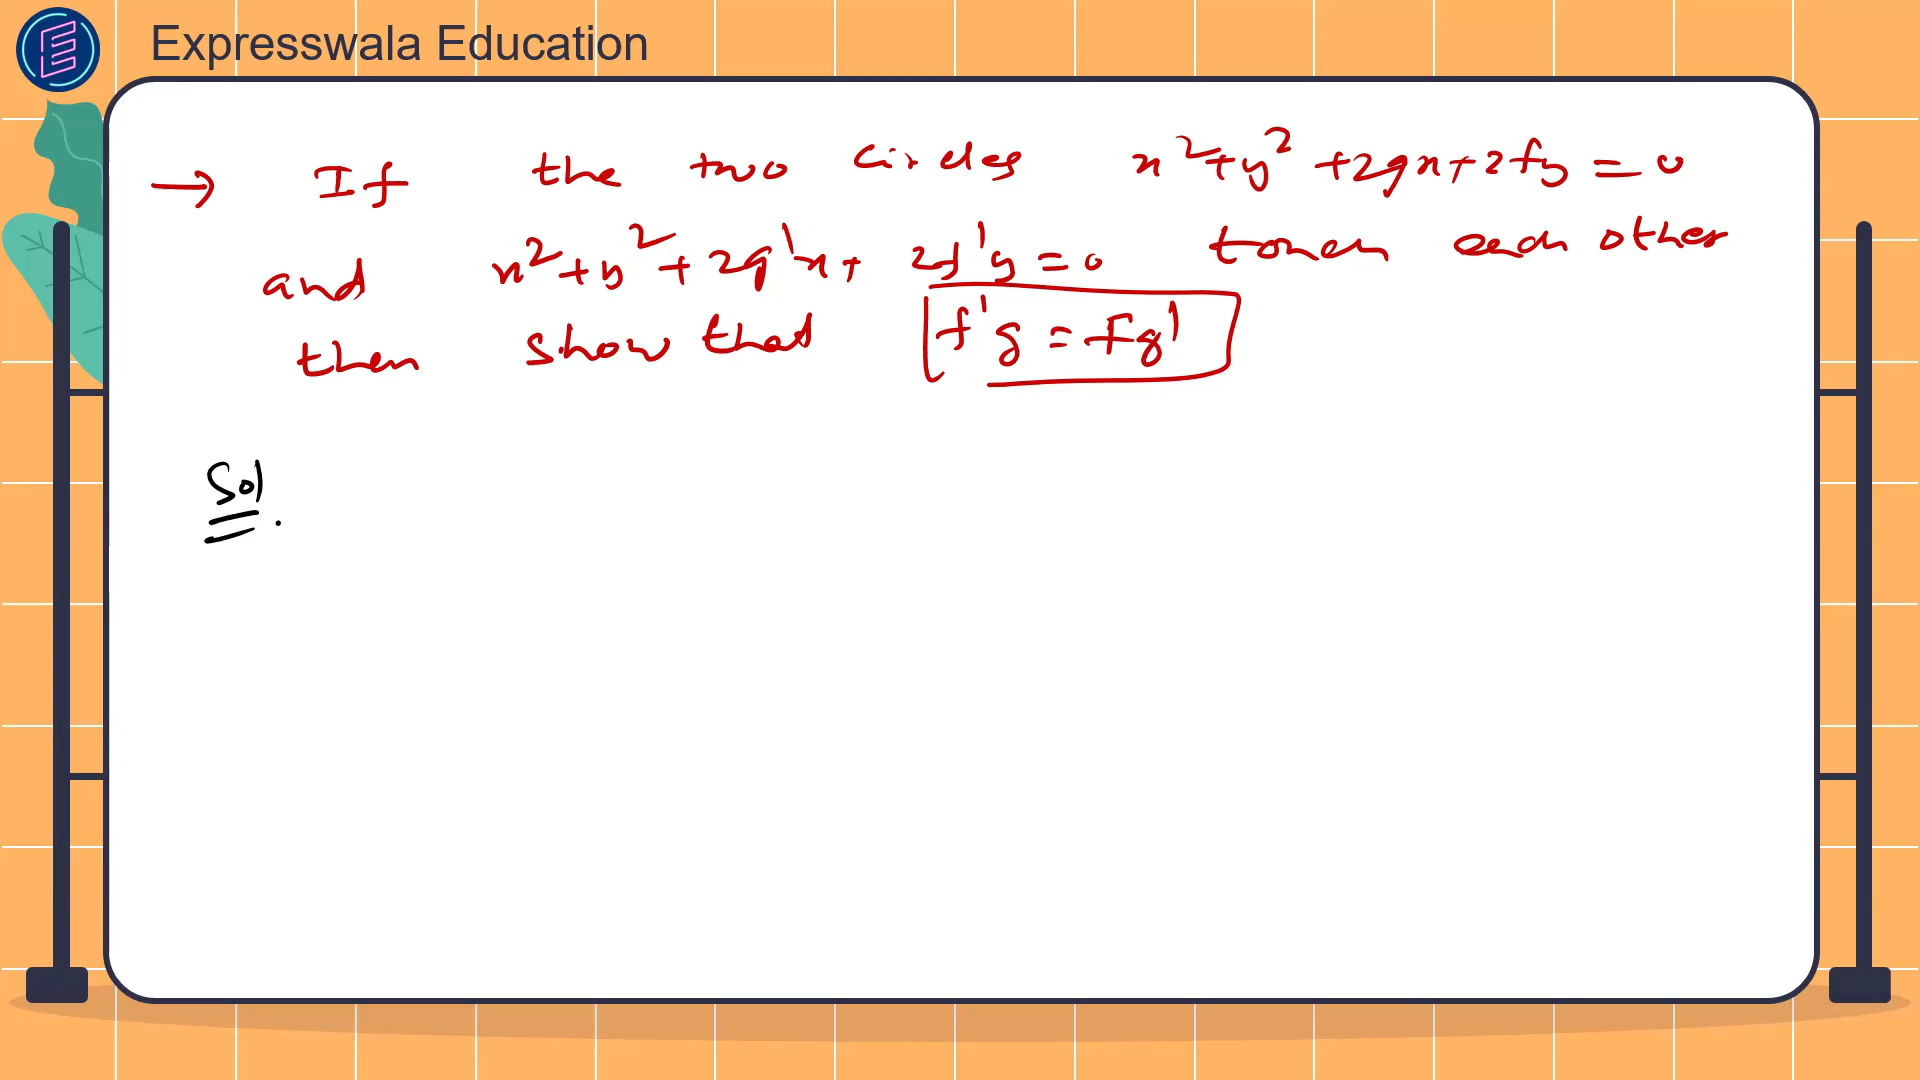 Expresswala Education
→ If the two circles x²+y²+2gx+2fy=0
and x²+y²+2g'x+2f'y=0 touch each other
then show that f'g=fg'
Sol.